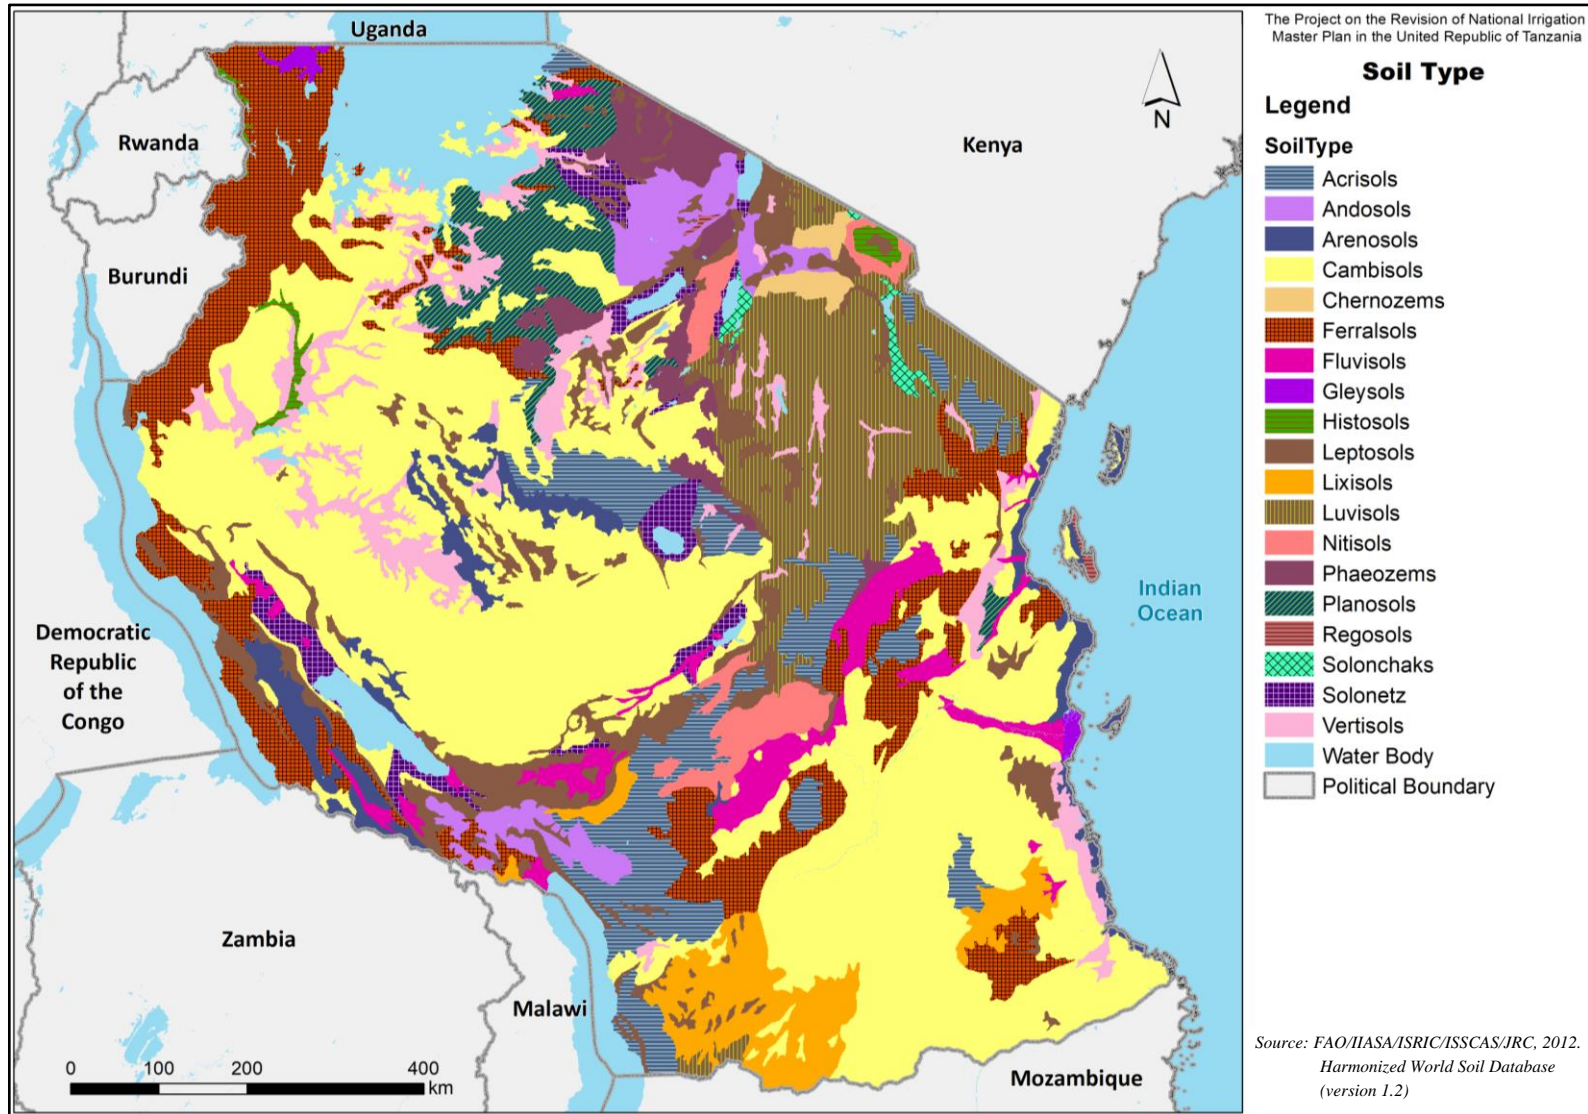 The Project on the Revision of National Irrigation
Master Plan in the United Republic of Tanzania
Soil Type
Legend
SoilType
Acrisols
Andosols
Arenosols
Cambisols
Chernozems
Ferralsols
Fluvisols
Gleysols
Histosols
Leptosols
Lixisols
Luvisols
Nitisols
Phaeozems
Planosols
Regosols
Solonchaks
Solonetz
Vertisols
Water Body
Political Boundary
Uganda
N
Rwanda
Kenya
Burundi
Indian
Ocean
Democratic
Republic
of the
Congo
Zambia
Malawi
Mozambique
0 100 200 400
km
Source: FAO/IIASA/ISRIC/ISSCAS/JRC, 2012.
Harmonized World Soil Database
(version 1.2)